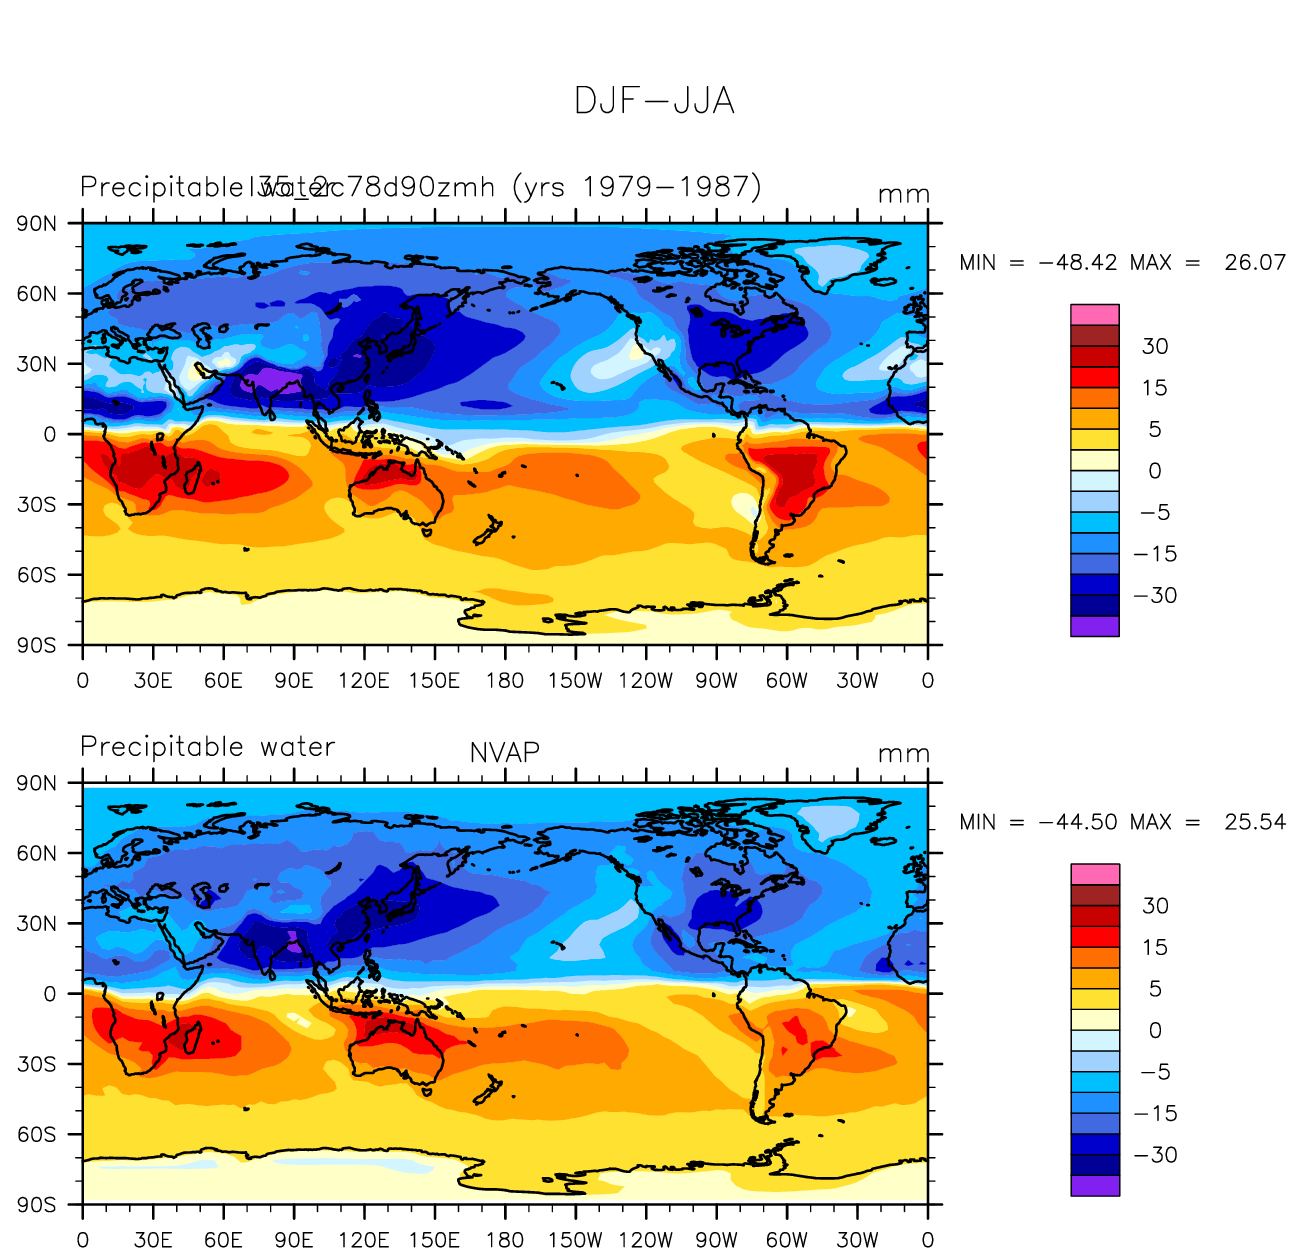 DJF−JJA
Precipitable water
135_2c78d90zmh (yrs 1979−1987)
mm
90N
60N
30N
0
30S
60S
90S
0 30E 60E 90E 120E 150E 180 150W 120W 90W 60W 30W 0
MIN = −48.42 MAX = 26.07
30
15
5
0
−5
−15
−30
Precipitable water
NVAP
mm
90N
60N
30N
0
30S
60S
90S
0 30E 60E 90E 120E 150E 180 150W 120W 90W 60W 30W 0
MIN = −44.50 MAX = 25.54
30
15
5
0
−5
−15
−30